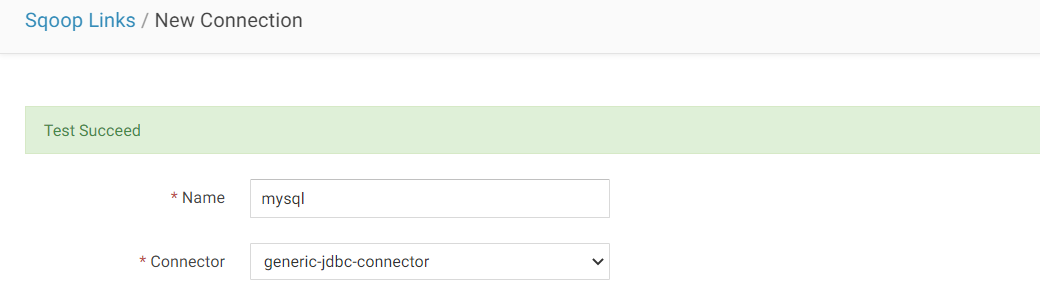 Sqoop Links / New Connection
Test Succeed
* Name mysql
* Connector generic-jdbc-connector